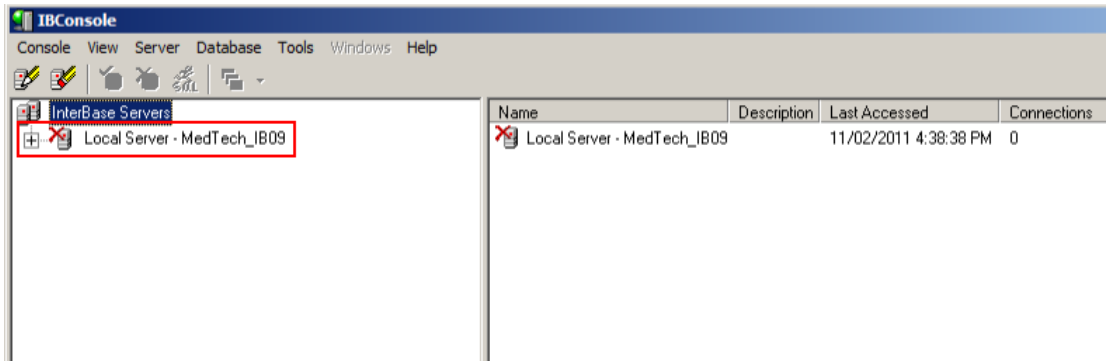 IBConsole
Console View Server Database Tools Windows Help
SQL
InterBase Servers
Local Server - MedTech_IB09
Name Description Last Accessed Connections
Local Server - MedTech_IB09 11/02/2011 4:38:38 PM 0